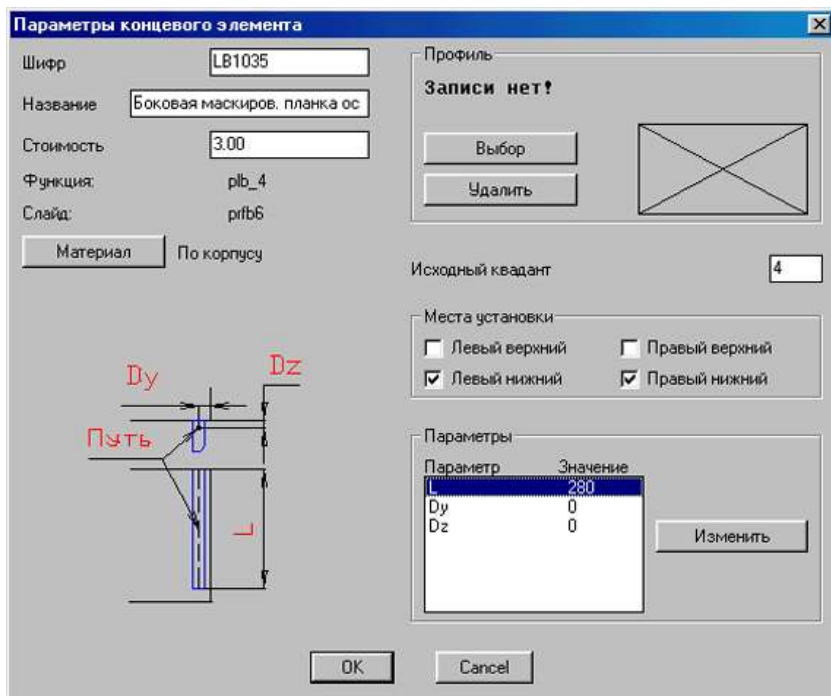 Параметры концевого элемента
Шифр LB1035
Название Боковая маскиров. планка ос
Стоимость 3.00
Функция: plb_4
Слайд: prfb6
Материал По корпусу
Профиль
Записи нет!
Выбор
Удалить
Исходный квадант 4
Места установки
Левый верхний Правый верхний
Левый нижний Правый нижний
Dy Dz
Путь
L
Параметры
Параметр Значение
L 280
Dy 0
Dz 0
Изменить
OK Cancel